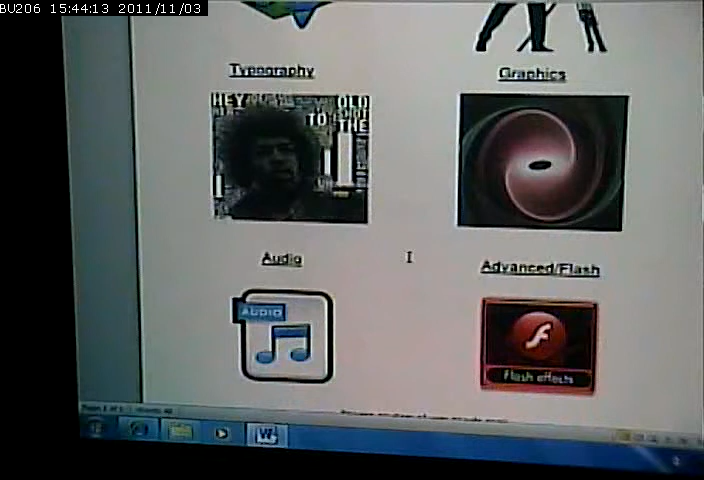 BU206 15:44:13 2011/11/03
Typography
Graphics
HEY OLD
TO
THE
Audio
Advanced/Flash
AUDIO
Flash effects
W